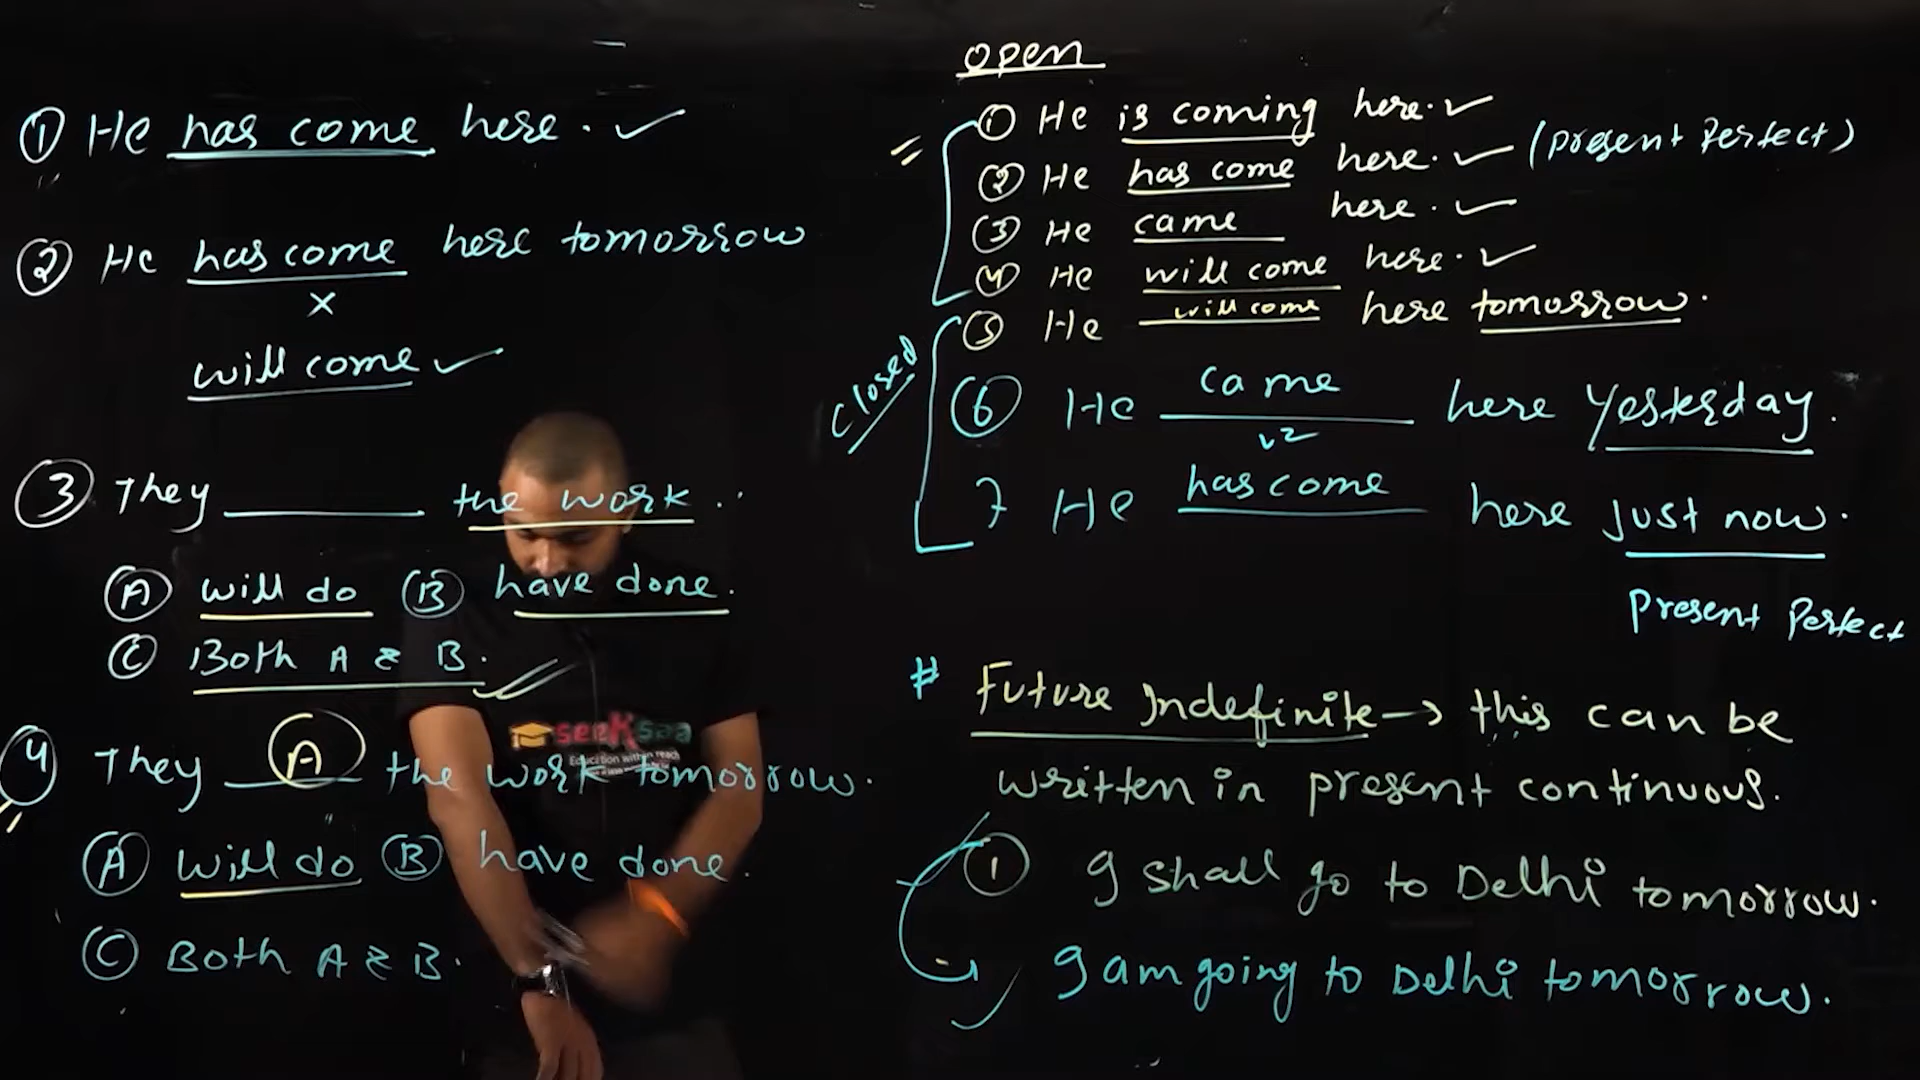 ① He has come here. ✓
② He has come here tomorrow
×
will come ✓
③ They ________ the work.
Ⓐ will do Ⓑ have done.
Ⓒ Both A & B. ✓
④ They Ⓐ the work tomorrow.
Ⓐ will do Ⓑ have done.
Ⓒ Both A & B.
seeKsaa
Education within reach
open
① He is coming here. ✓
② He has come here. ✓ (Present Perfect)
③ He came here. ✓
④ He will come here. ✓
⑤ He will come here tomorrow.
Closed
⑥ He came here yesterday.
v2
7 He has come here just now.
Present Perfect
# Future Indefinite → this can be
written in present continuous.
① I shall go to Delhi tomorrow.
I am going to Delhi tomorrow.